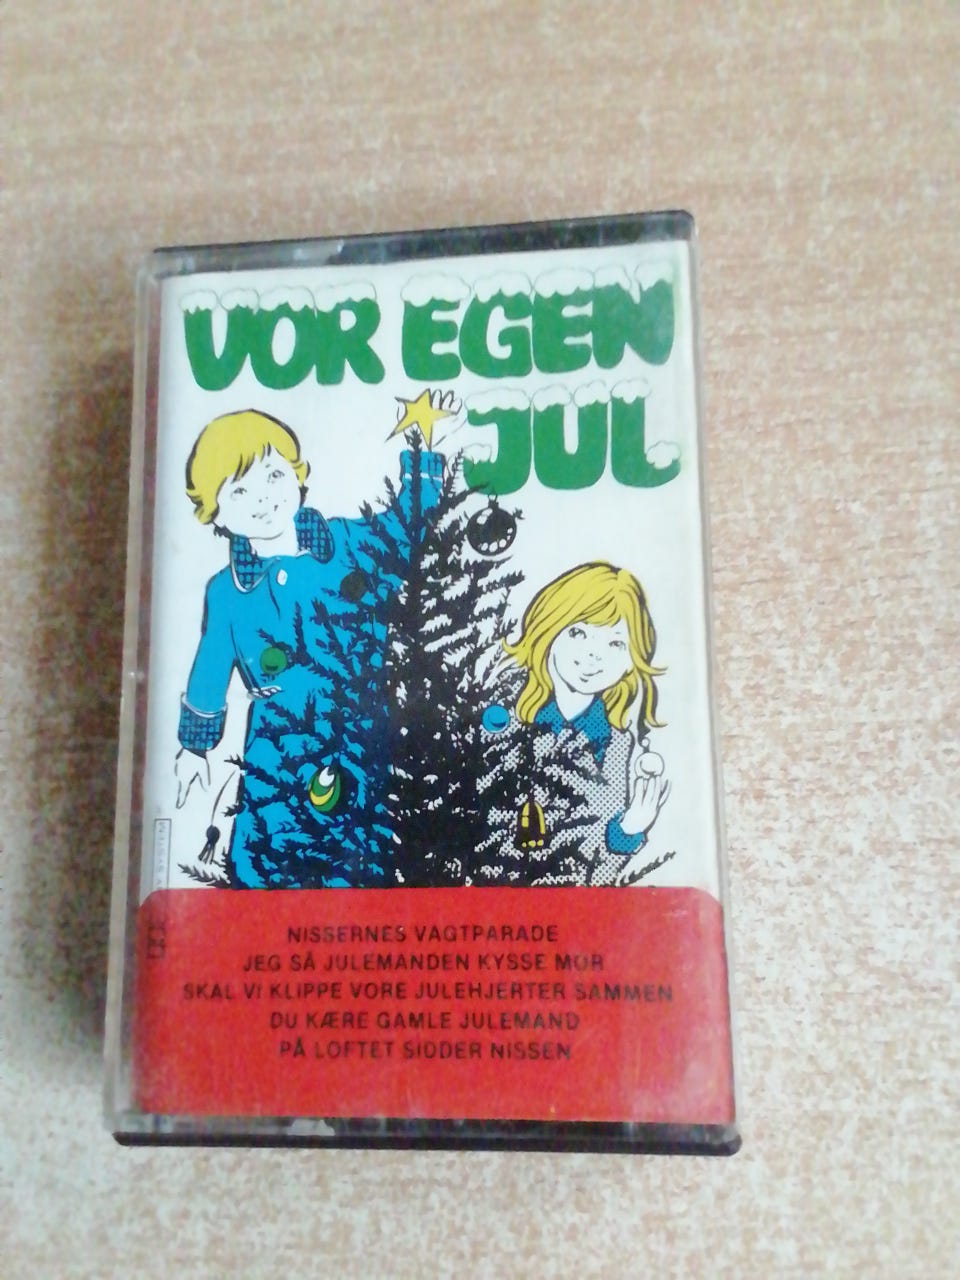 VOR EGEN
JUL
NISSERNES VAGTPARADE
JEG SÅ JULEMANDEN KYSSE MOR
SKAL VI KLIPPE VORE JULEHJERTER SAMMEN
DU KÆRE GAMLE JULEMAND
PÅ LOFTET SIDDER NISSEN